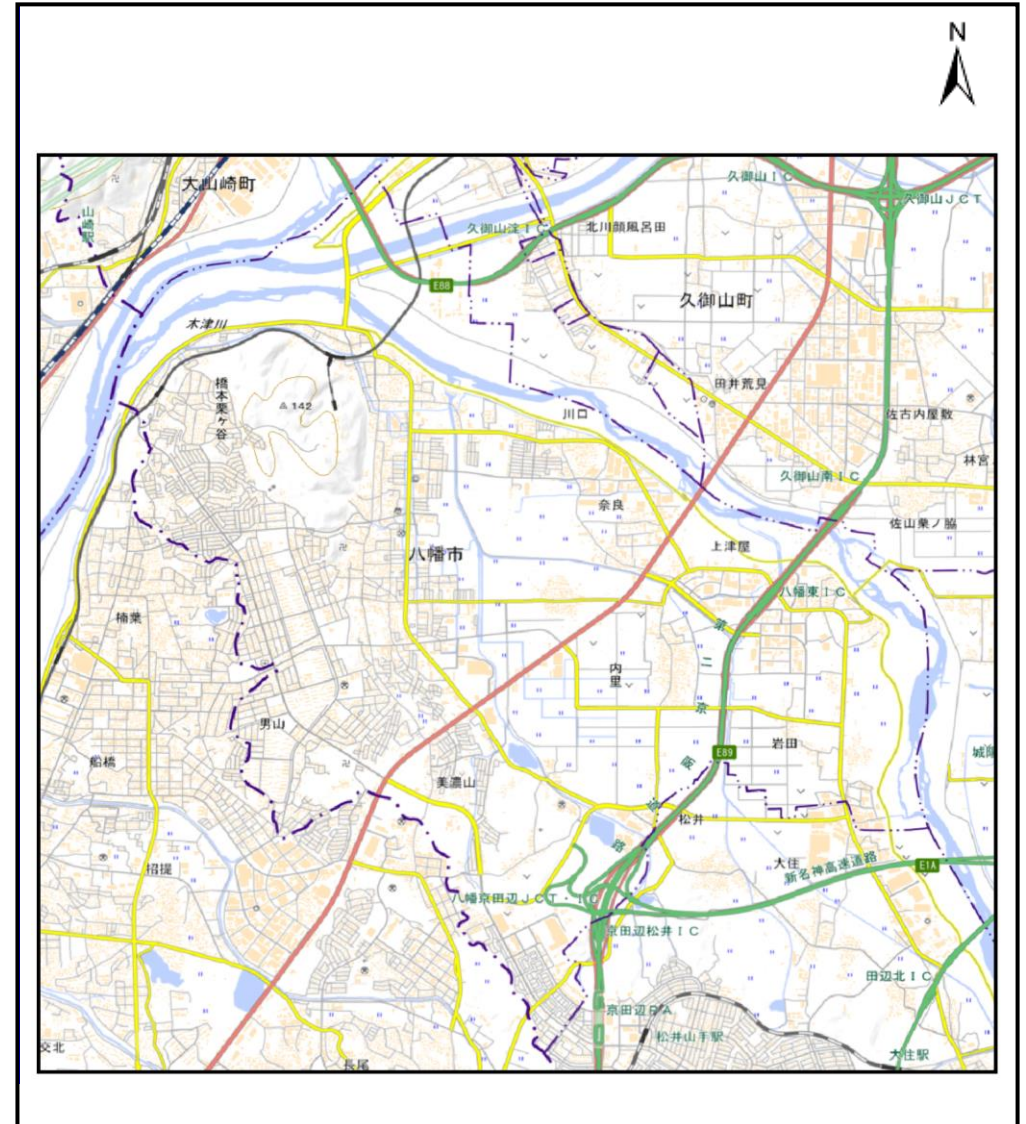 N
大山崎町
久御山IC
久御山JCT
久御山淀IC
北川顔風呂田
E88
久御山町
木津川
橋本栗ケ谷
142
田井荒見
川口
佐古内屋敷
林宮
久御山南IC
奈良
佐山栗ノ脇
八幡市
上津屋
八幡東IC
楠葉
第二京阪道路
内里
男山
岩田
E89
船橋
美濃山
松井
招提
大住
新名神高速道路
E1A
八幡京田辺JCT・IC
京田辺松井IC
田辺北IC
京田辺PA
松井山手駅
交北
長尾
大住駅